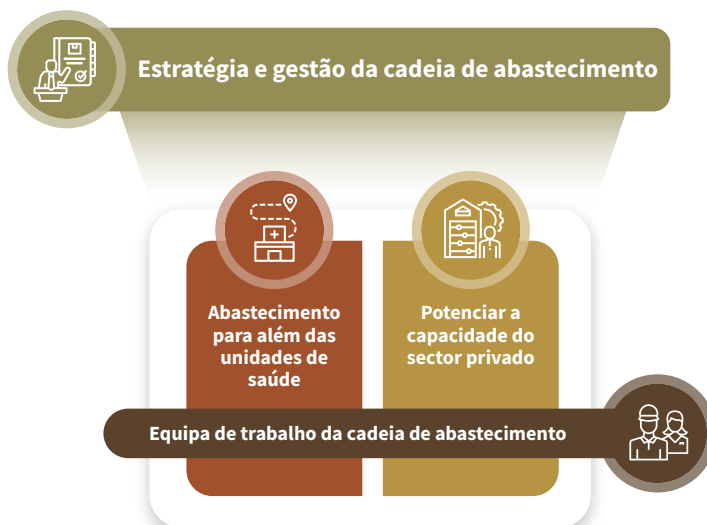 Estratégia e gestão da cadeia de abastecimento
Abastecimento
para além das
unidades de
saúde
Potenciar a
capacidade do
sector privado
Equipa de trabalho da cadeia de abastecimento